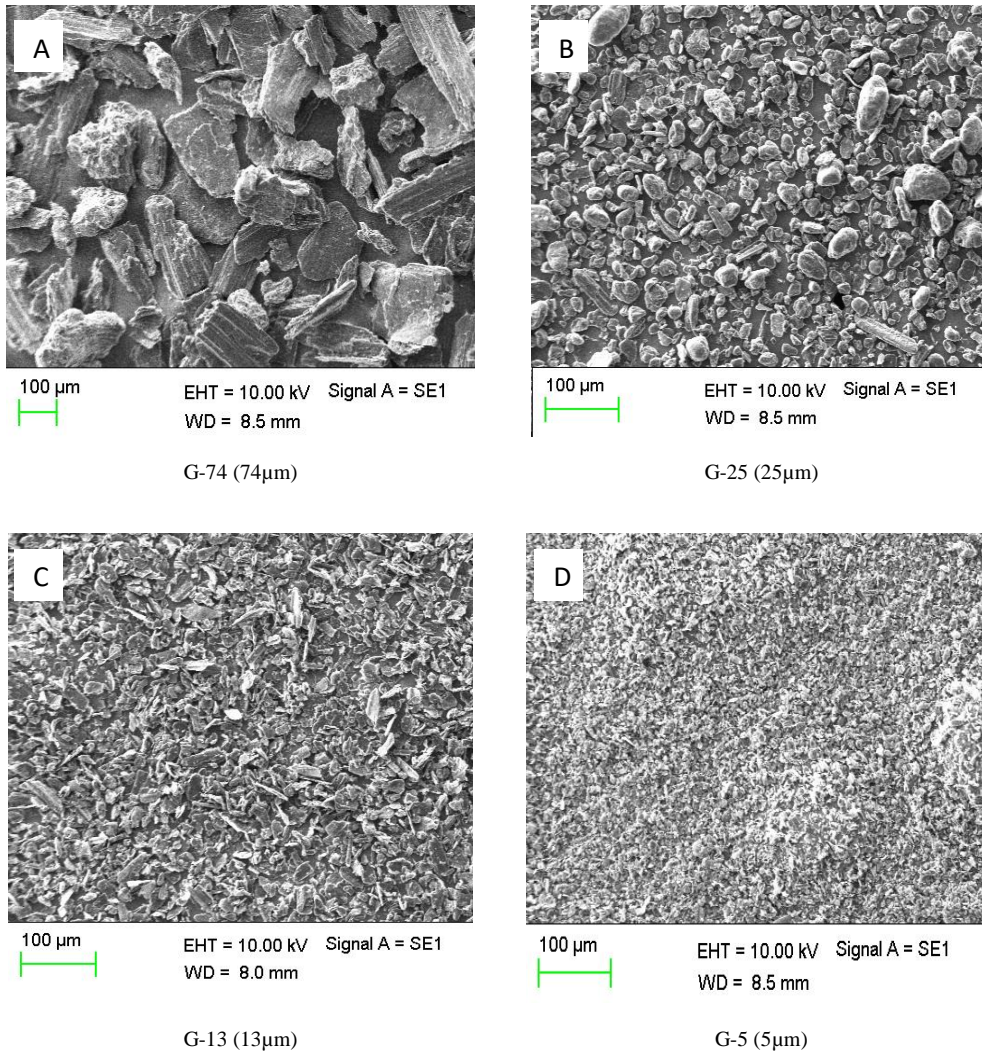 A
100 µm
EHT = 10.00 kV Signal A = SE1
WD = 8.5 mm
G-74 (74µm)
B
100 µm
EHT = 10.00 kV Signal A = SE1
WD = 8.5 mm
G-25 (25µm)
C
100 µm
EHT = 10.00 kV Signal A = SE1
WD = 8.0 mm
G-13 (13µm)
D
100 µm
EHT = 10.00 kV Signal A = SE1
WD = 8.5 mm
G-5 (5µm)